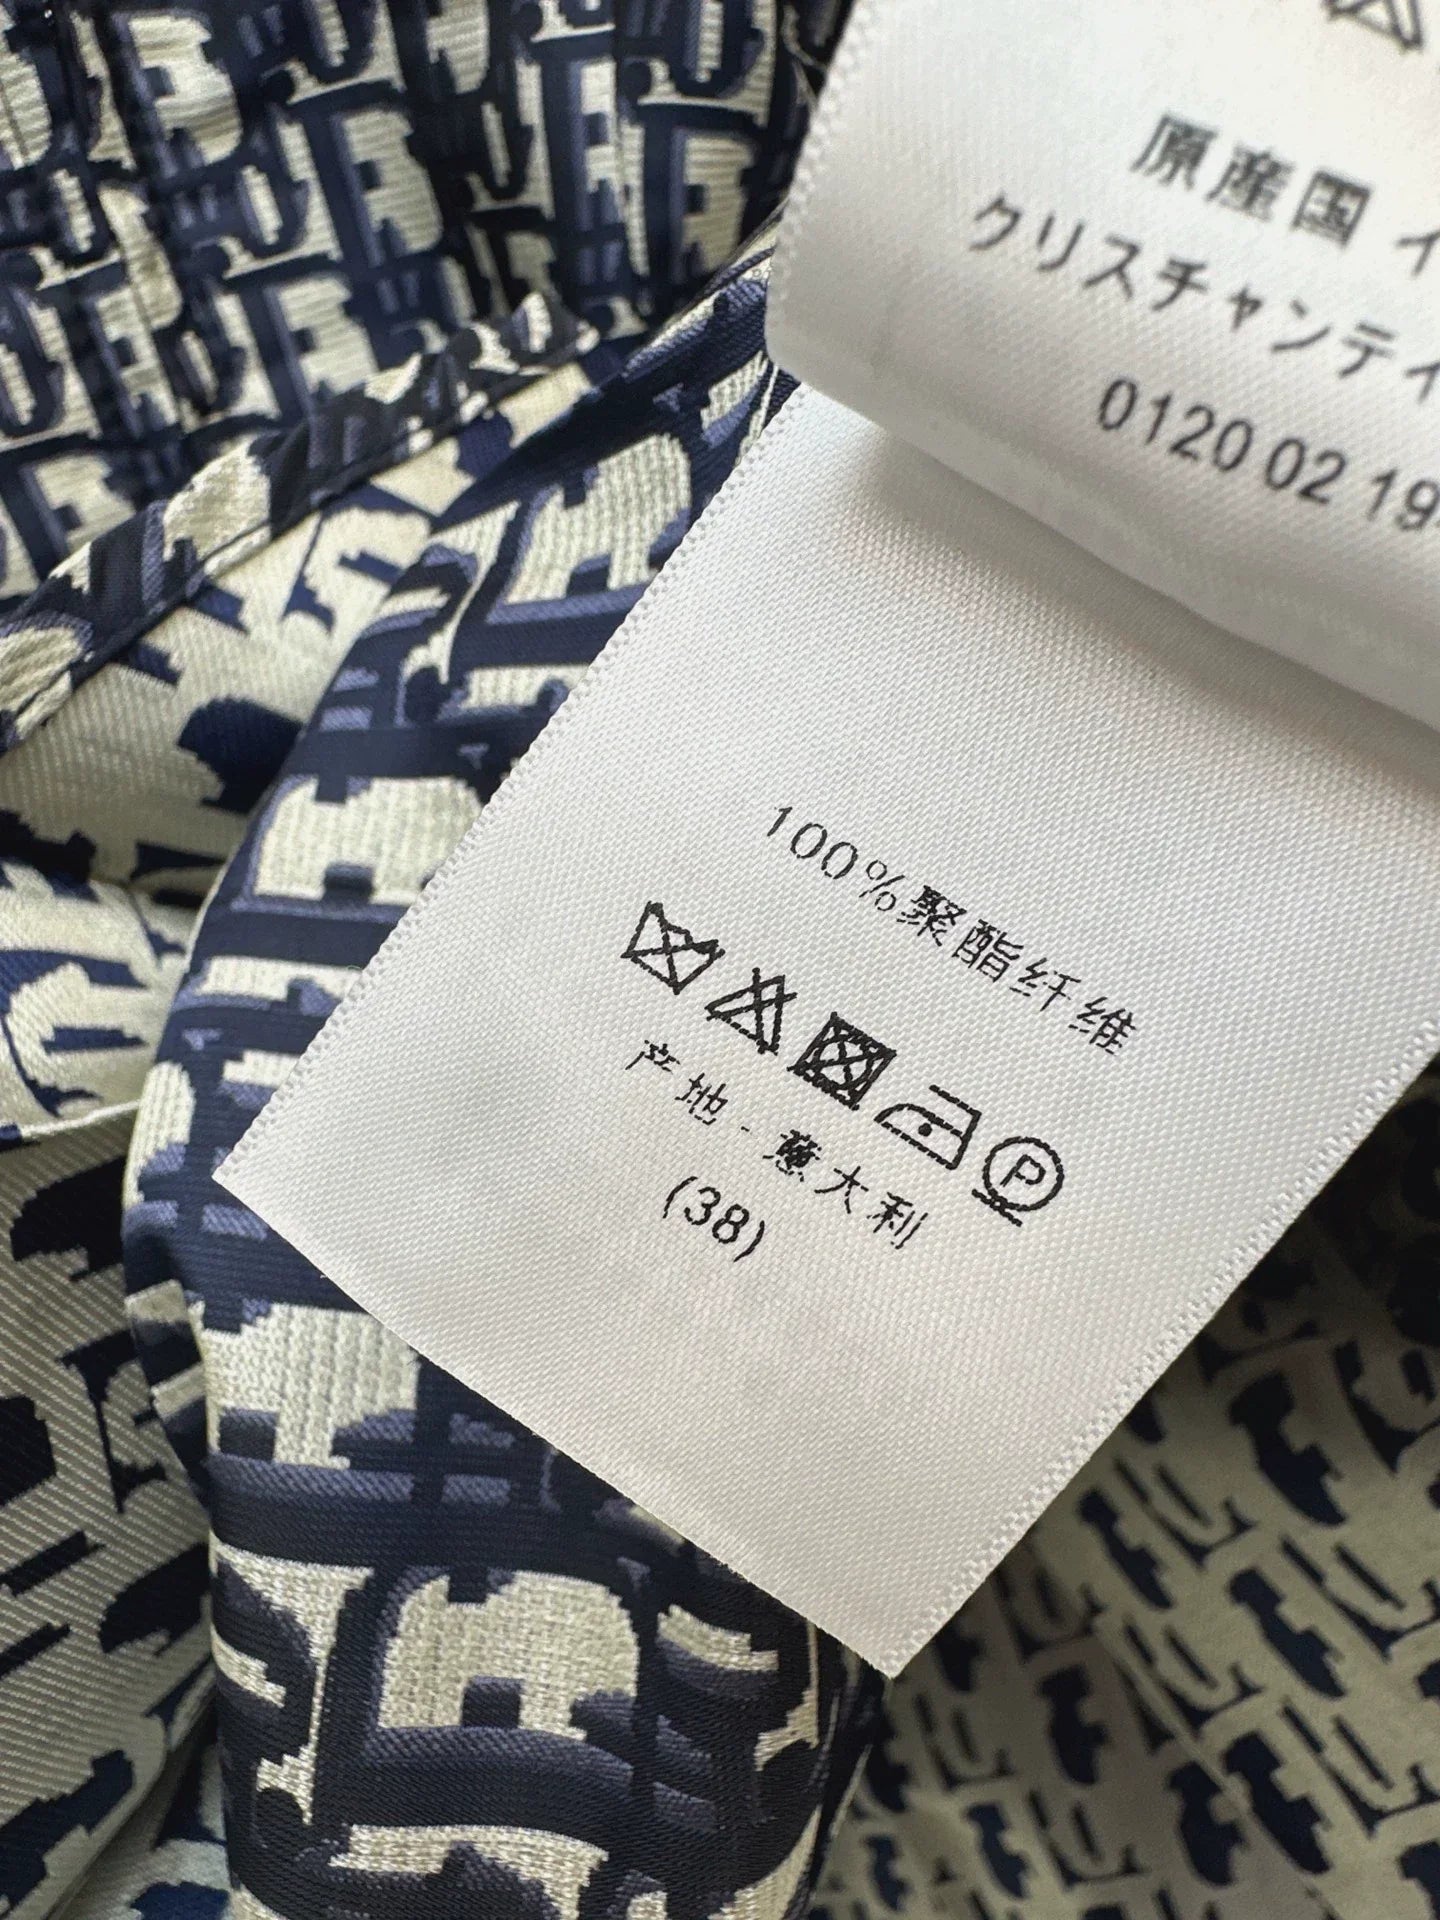 原産国 イ
クリスチャンティ
0120 02 19
100%聚酯纤维
P
产地-意大利
(38)